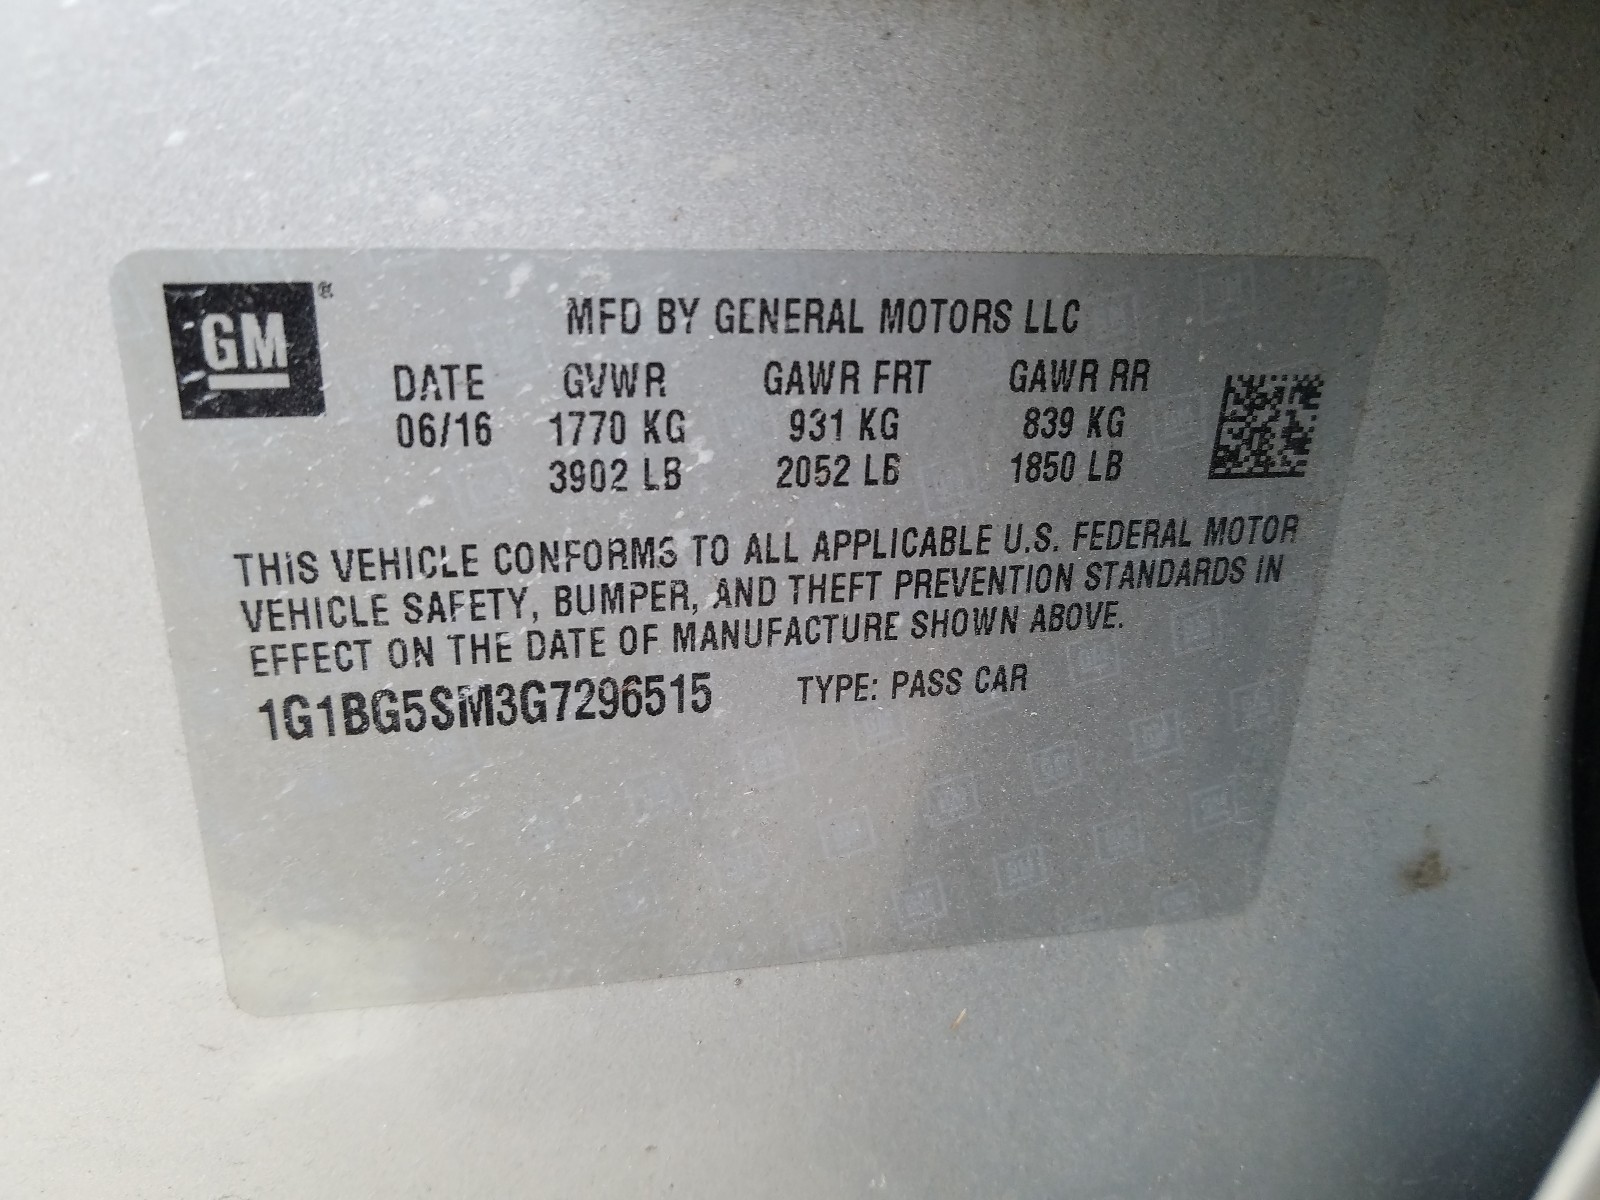 GM®
MFD BY GENERAL MOTORS LLC
DATE GVWR GAWR FRT GAWR RR
06/16 1770 KG 931 KG 839 KG
3902 LB 2052 LB 1850 LB
THIS VEHICLE CONFORMS TO ALL APPLICABLE U.S. FEDERAL MOTOR
VEHICLE SAFETY, BUMPER, AND THEFT PREVENTION STANDARDS IN
EFFECT ON THE DATE OF MANUFACTURE SHOWN ABOVE.
1G1BG5SM3G7296515 TYPE: PASS CAR